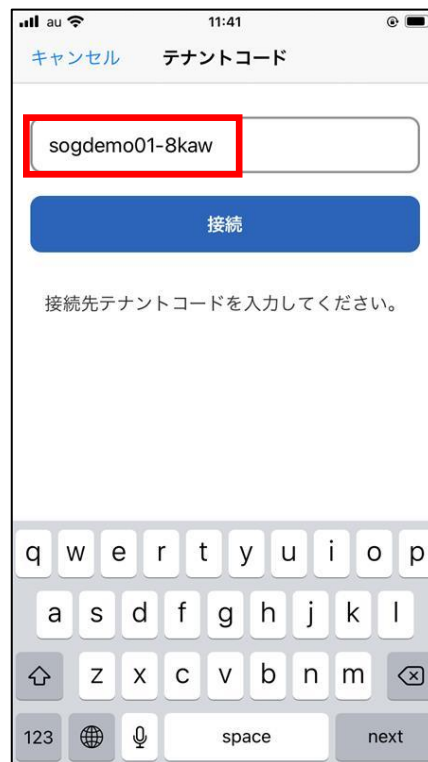 au 11:41
キャンセル テナントコード
sogdemo01-8kaw
接続
接続先テナントコードを入力してください。
q w e r t y u i o p
a s d f g h j k l
z x c v b n m
123 space next